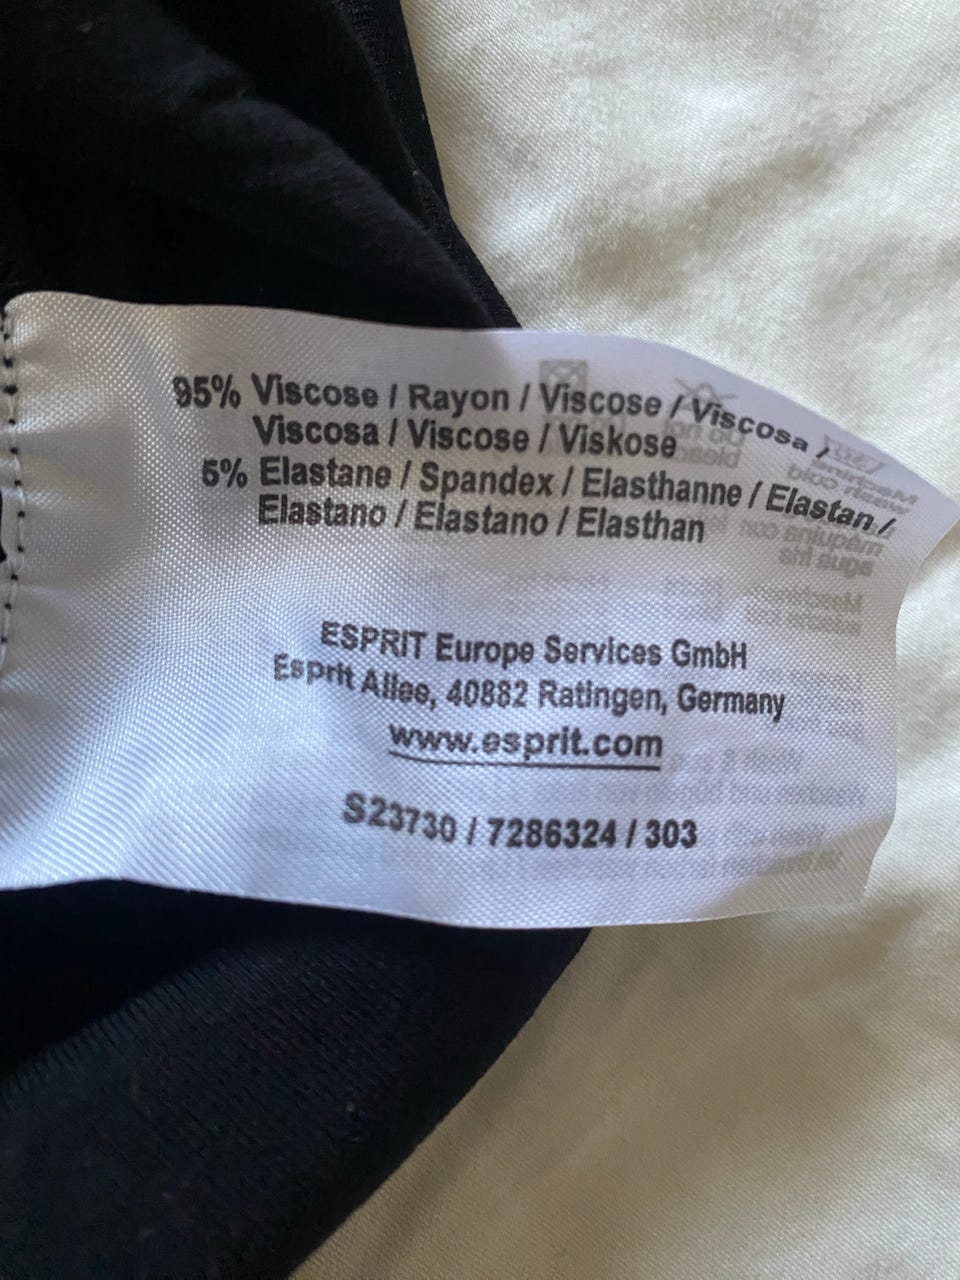 95% Viscose / Rayon / Viscose / Viscosa /
Viscosa / Viscose / Viskose
5% Elastane / Spandex / Elasthanne / Elastan /
Elastano / Elastano / Elasthan
ESPRIT Europe Services GmbH
Esprit Allee, 40882 Ratingen, Germany
www.esprit.com
S23730 / 7286324 / 303